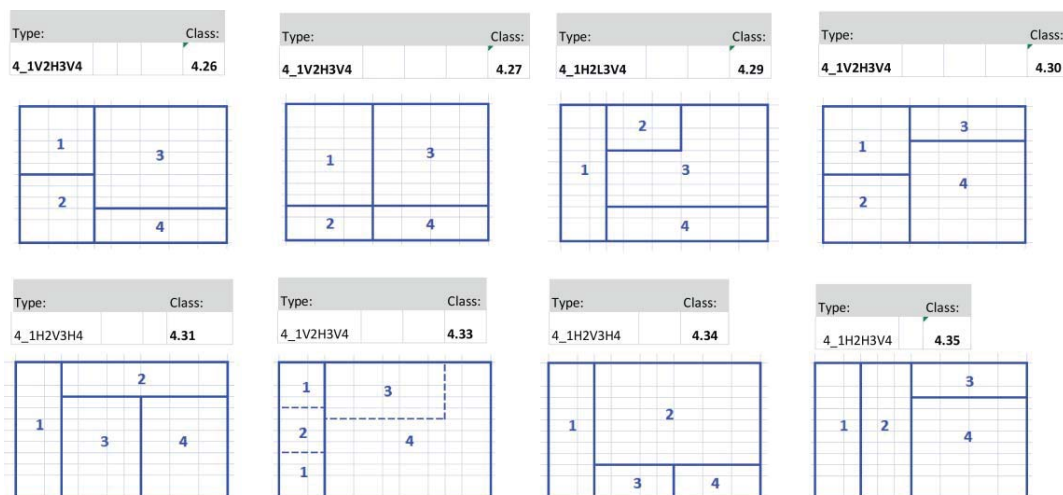 Type: Class:
4_1V2H3V4 4.26
1
3
2
4
Type: Class:
4_1V2H3V4 4.27
1
3
2
4
Type: Class:
4_1H2L3V4 4.29
2
1
3
4
Type: Class:
4_1V2H3V4 4.30
3
1
4
2
Type: Class:
4_1H2V3H4 4.31
2
1
3
4
Type: Class:
4_1V2H3V4 4.33
1
3
2
4
1
Type: Class:
4_1H2V3H4 4.34
2
1
3
4
Type: Class:
4_1H2H3V4 4.35
3
1
2
4